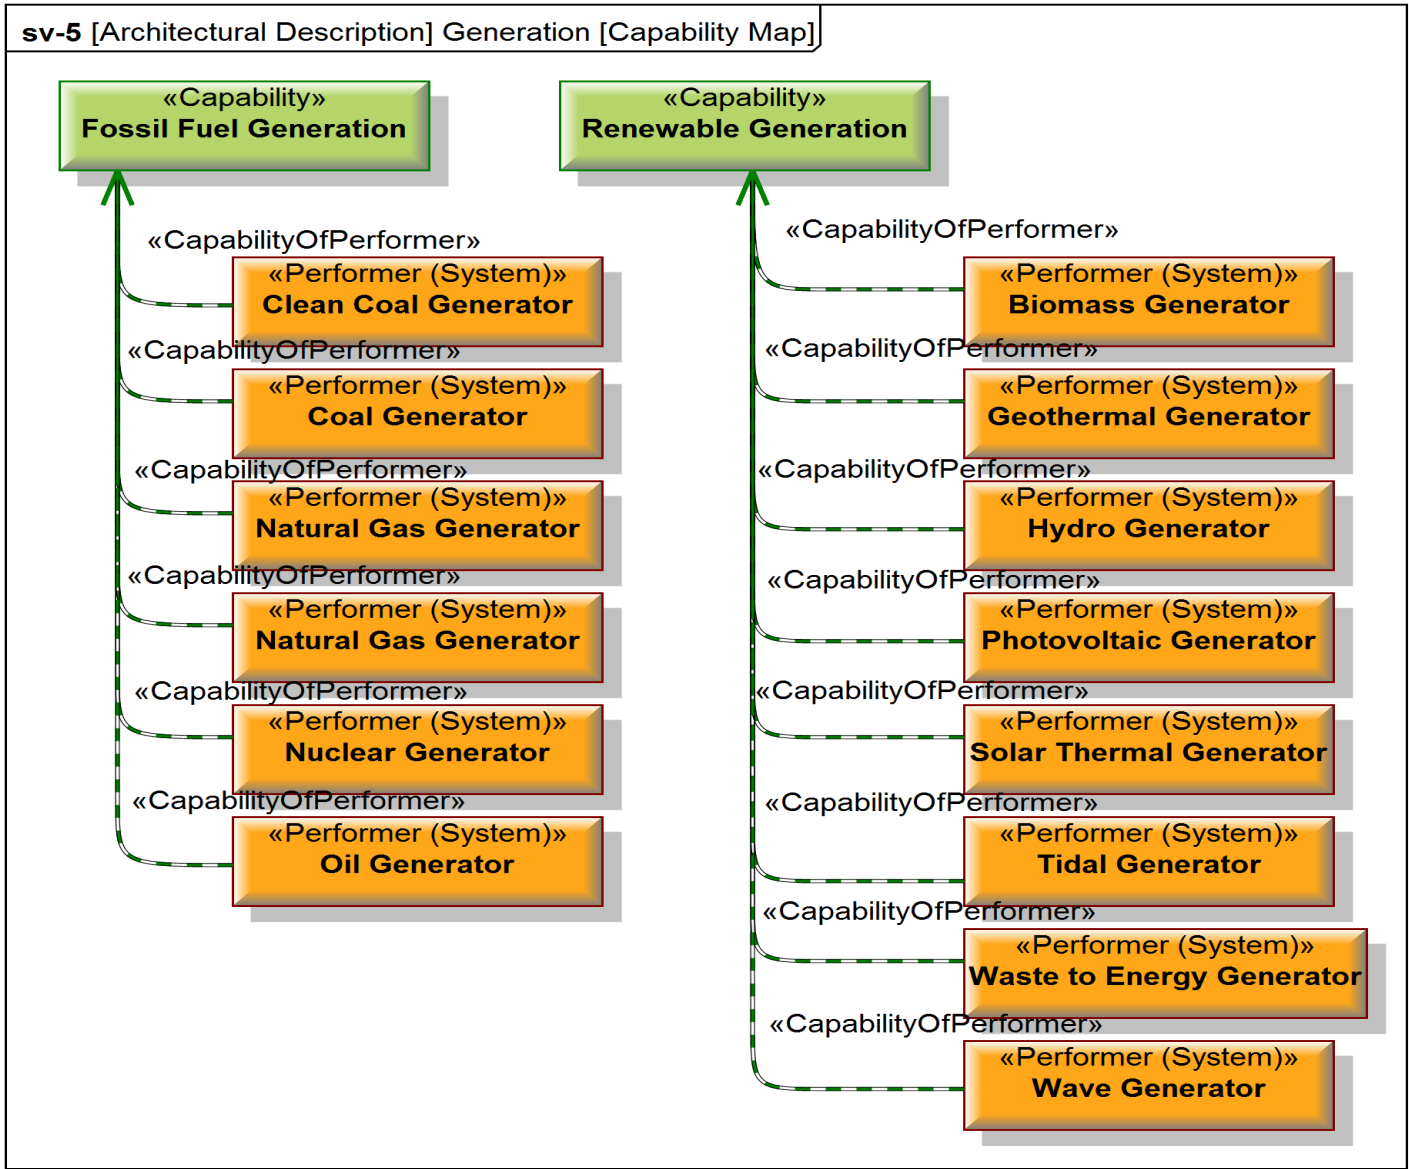 sv-5 [Architectural Description] Generation [Capability Map]
«Capability»
Fossil Fuel Generation
«CapabilityOfPerformer»
«Performer (System)»
Clean Coal Generator
«CapabilityOfPerformer»
«Performer (System)»
Coal Generator
«CapabilityOfPerformer»
«Performer (System)»
Natural Gas Generator
«CapabilityOfPerformer»
«Performer (System)»
Natural Gas Generator
«CapabilityOfPerformer»
«Performer (System)»
Nuclear Generator
«CapabilityOfPerformer»
«Performer (System)»
Oil Generator
«Capability»
Renewable Generation
«CapabilityOfPerformer»
«Performer (System)»
Biomass Generator
«CapabilityOfPerformer»
«Performer (System)»
Geothermal Generator
«CapabilityOfPerformer»
«Performer (System)»
Hydro Generator
«CapabilityOfPerformer»
«Performer (System)»
Photovoltaic Generator
«CapabilityOfPerformer»
«Performer (System)»
Solar Thermal Generator
«CapabilityOfPerformer»
«Performer (System)»
Tidal Generator
«CapabilityOfPerformer»
«Performer (System)»
Waste to Energy Generator
«CapabilityOfPerformer»
«Performer (System)»
Wave Generator